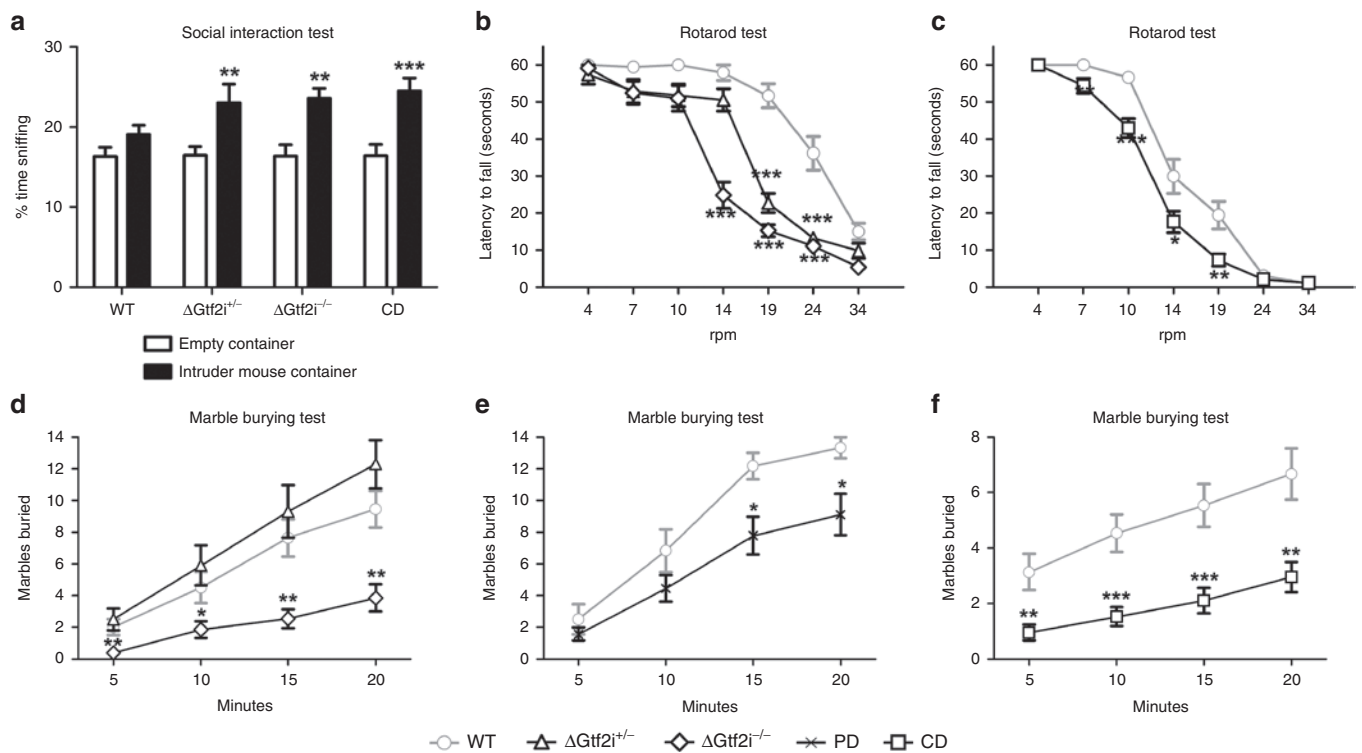 a
Social interaction test
30
20
10
0
% time sniffing
**
**
***
WT
ΔGtf2i+/−
ΔGtf2i−/−
CD
Empty container
Intruder mouse container
b
Rotarod test
60
50
40
30
20
10
0
Latency to fall (seconds)
***
***
***
***
***
4 7 10 14 19 24 34
rpm
c
Rotarod test
60
50
40
30
20
10
0
Latency to fall (seconds)
**
***
*
**
4 7 10 14 19 24 34
rpm
d
Marble burying test
14
12
10
8
6
4
2
0
Marbles buried
**
*
**
**
5 10 15 20
Minutes
e
Marble burying test
14
12
10
8
6
4
2
0
Marbles buried
*
*
5 10 15 20
Minutes
f
Marble burying test
8
6
4
2
0
Marbles buried
**
***
***
**
5 10 15 20
Minutes
WT ΔGtf2i+/− ΔGtf2i−/− PD CD